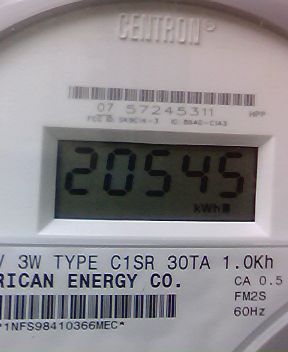 CENTRON®
07 57245311 HPP
20545
kWh
V 3W TYPE C1SR 30TA 1.0Kh
RICAN ENERGY CO. CA 0.5
FM2S
60Hz
*1NFS98410366MEC*